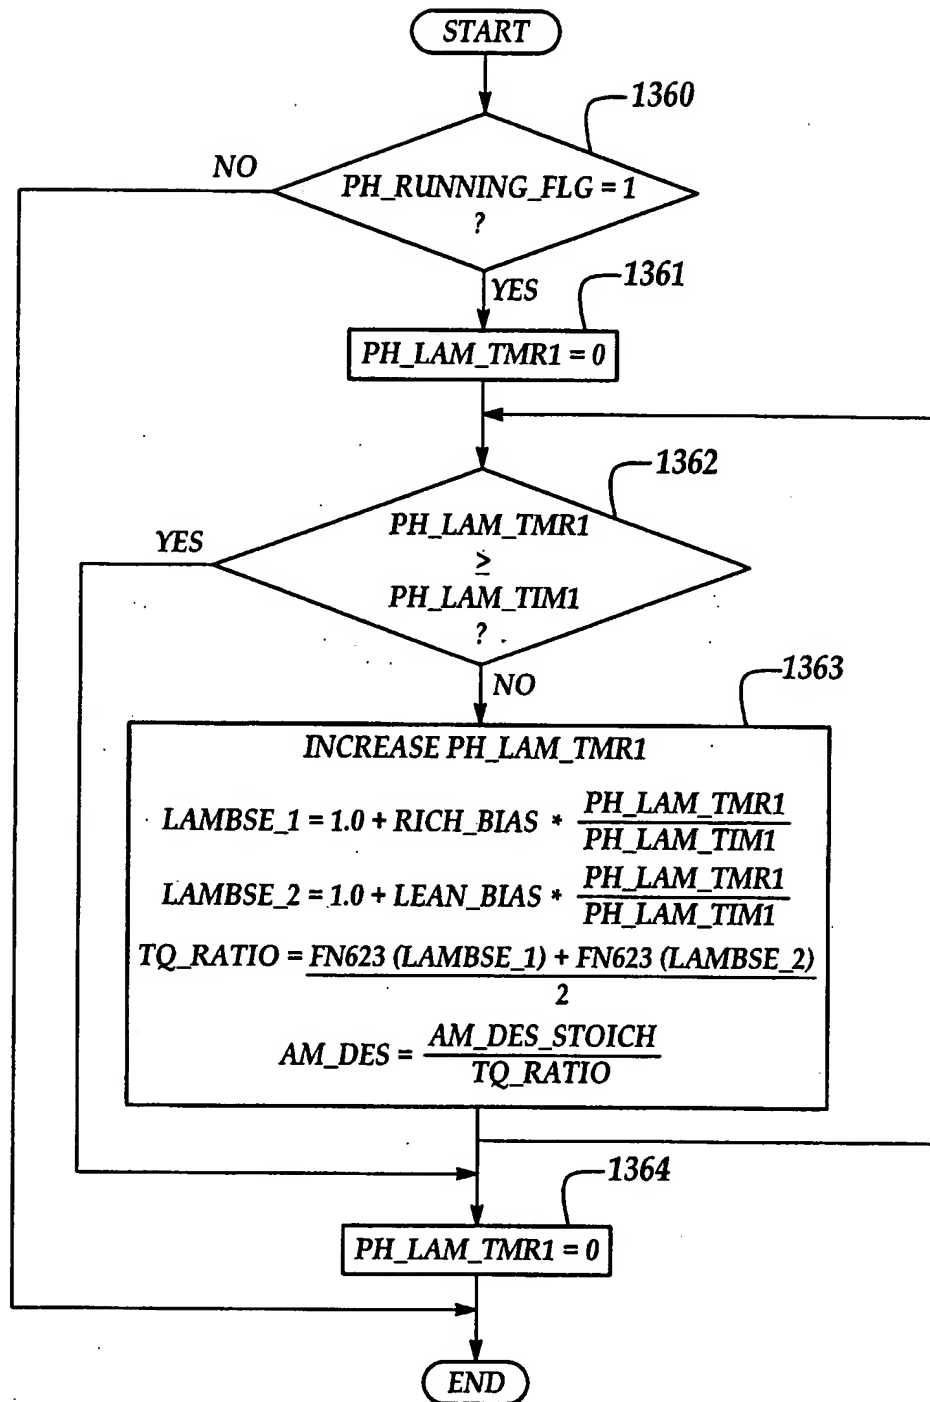 START
1360
NO
PH_RUNNING_FLG = 1
?
1361
YES
PH_LAM_TMR1 = 0
1362
PH_LAM_TMR1
YES
≥
PH_LAM_TIM1
?
NO
1363
INCREASE PH_LAM_TMR1
LAMBSE_1 = 1.0 + RICH_BIAS * PH_LAM_TMR1
PH_LAM_TIM1
LAMBSE_2 = 1.0 + LEAN_BIAS * PH_LAM_TMR1
PH_LAM_TIM1
TQ_RATIO = FN623 (LAMBSE_1) + FN623 (LAMBSE_2)
2
AM_DES = AM_DES_STOICH
TQ_RATIO
1364
PH_LAM_TMR1 = 0
END